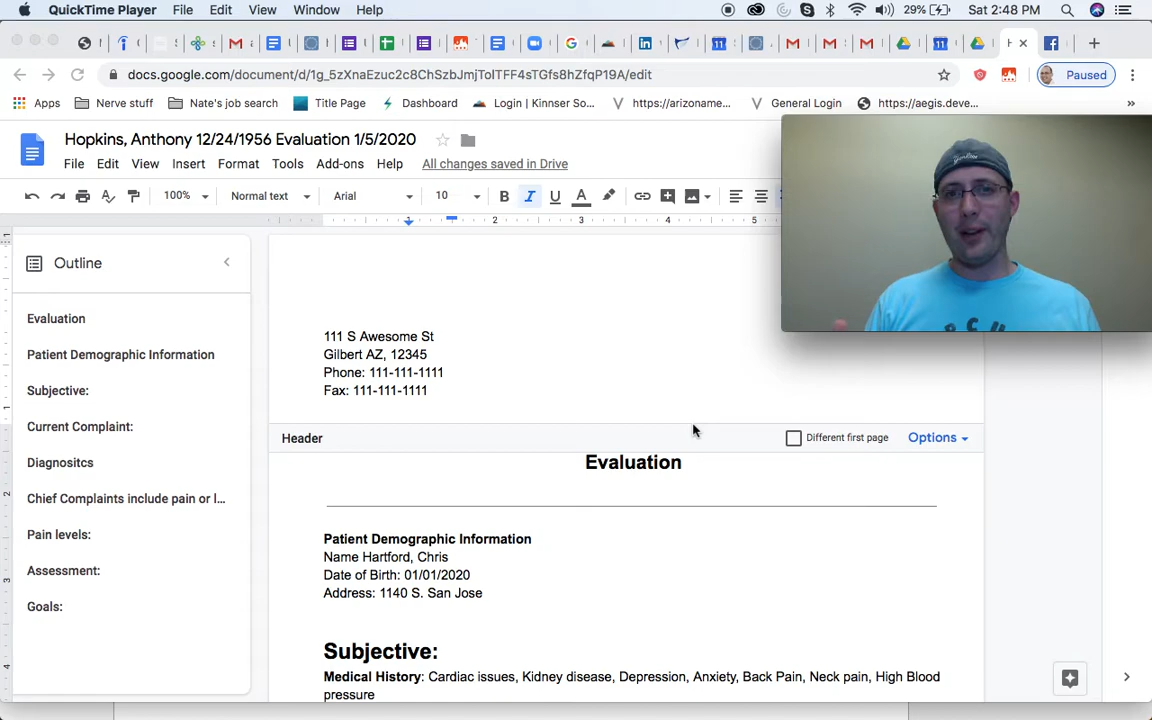 QuickTime Player File Edit View Window Help 29% Sat 2:48 PM
docs.google.com/document/d/1g_5zXnaEzuc2c8ChSzbJmjTolTFF4sTGfs8hZfqP19A/edit Paused
Apps Nerve stuff Nate's job search Title Page Dashboard Login | Kinnser So... https://arizoname... General Login https://aegis.deve... »
Hopkins, Anthony 12/24/1956 Evaluation 1/5/2020
File Edit View Insert Format Tools Add-ons Help All changes saved in Drive
100% Normal text Arial 10 B I U A
1 2 3 4 5
Outline
Evaluation
Patient Demographic Information
Subjective:
Current Complaint:
Diagnositcs
Chief Complaints include pain or l...
Pain levels:
Assessment:
Goals:
111 S Awesome St
Gilbert AZ, 12345
Phone: 111-111-1111
Fax: 111-111-1111
Header Different first page Options
Evaluation
Patient Demographic Information
Name Hartford, Chris
Date of Birth: 01/01/2020
Address: 1140 S. San Jose
Subjective:
Medical History: Cardiac issues, Kidney disease, Depression, Anxiety, Back Pain, Neck pain, High Blood
pressure